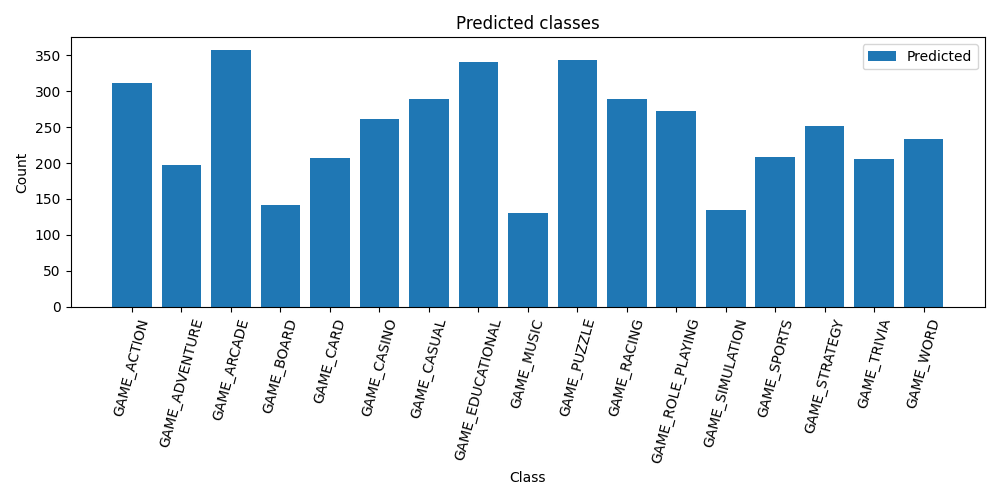 Predicted classes
Predicted
350
300
250
200
150
100
50
0
Count
GAME_ACTION
GAME_ADVENTURE
GAME_ARCADE
GAME_BOARD
GAME_CARD
GAME_CASINO
GAME_CASUAL
GAME_EDUCATIONAL
GAME_MUSIC
GAME_PUZZLE
GAME_RACING
GAME_ROLE_PLAYING
GAME_SIMULATION
GAME_SPORTS
GAME_STRATEGY
GAME_TRIVIA
GAME_WORD
Class